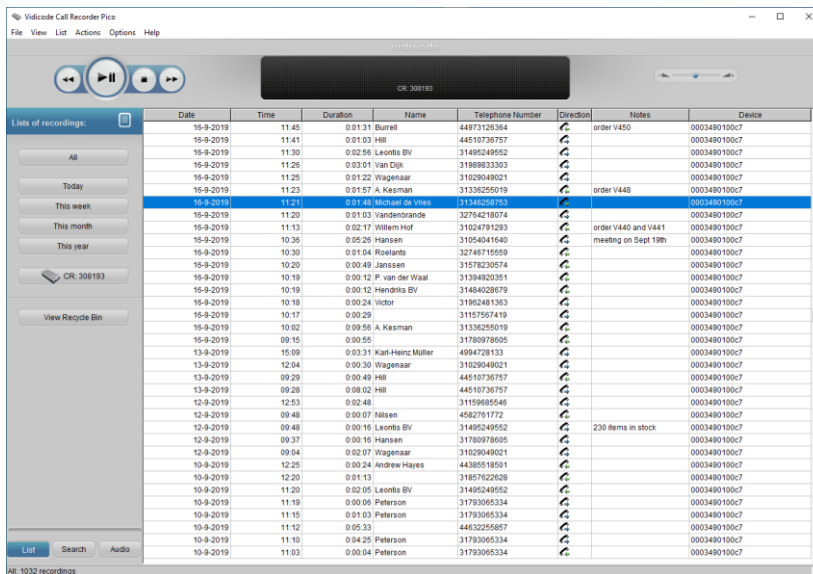 Vidicode Call Recorder Pico
File View List Actions Options Help
vidicode
CR: 308193
Lists of recordings:
All
Today
This week
This month
This year
CR: 308193
View Recycle Bin
List Search Audio
All: 1032 recordings
Date Time Duration Name Telephone Number Direction Notes Device
16-9-2019 11:45 0:01:31 Burrell 44973126364 order V450 0003490100c7
16-9-2019 11:41 0:01:03 Hill 44510736757 0003490100c7
16-9-2019 11:30 0:02:56 Leontis BV 31495249552 0003490100c7
16-9-2019 11:26 0:03:01 Van Dijk 31989833303 0003490100c7
16-9-2019 11:25 0:01:22 Wagenaar 31029049021 0003490100c7
16-9-2019 11:23 0:01:57 A. Kesman 31336255019 order V448 0003490100c7
16-9-2019 11:21 0:01:48 Michael de Vries 31346258753 0003490100c7
16-9-2019 11:20 0:01:03 Vandenbrande 32764218074 0003490100c7
16-9-2019 11:13 0:02:17 Willem Hof 31024791293 order V440 and V441 0003490100c7
16-9-2019 10:36 0:05:26 Hansen 31054041640 meeting on Sept 19th 0003490100c7
16-9-2019 10:30 0:01:04 Roelants 32746715559 0003490100c7
16-9-2019 10:20 0:00:49 Janssen 31578230574 0003490100c7
16-9-2019 10:19 0:00:12 P. van der Waal 31394920351 0003490100c7
16-9-2019 10:19 0:00:12 Hendriks BV 31484028679 0003490100c7
16-9-2019 10:18 0:00:24 Victor 31962481363 0003490100c7
16-9-2019 10:17 0:00:29 31157567419 0003490100c7
16-9-2019 10:02 0:09:56 A. Kesman 31336255019 0003490100c7
16-9-2019 09:15 0:00:55 31780978605 0003490100c7
13-9-2019 15:09 0:03:31 Karl-Heinz Müller 4994728133 0003490100c7
13-9-2019 12:04 0:00:30 Wagenaar 31029049021 0003490100c7
13-9-2019 09:29 0:00:49 Hill 44510736757 0003490100c7
13-9-2019 09:28 0:08:02 Hill 44510736757 0003490100c7
12-9-2019 12:53 0:02:48 31159685546 0003490100c7
12-9-2019 09:48 0:00:07 Nilsen 4582761772 0003490100c7
12-9-2019 09:48 0:00:16 Leontis BV 31495249552 230 items in stock 0003490100c7
12-9-2019 09:37 0:00:16 Hansen 31780978605 0003490100c7
12-9-2019 09:04 0:02:07 Wagenaar 31029049021 0003490100c7
10-9-2019 12:25 0:00:24 Andrew Hayes 44385518501 0003490100c7
10-9-2019 12:20 0:01:13 31857622628 0003490100c7
10-9-2019 11:20 0:02:05 Leontis BV 31495249552 0003490100c7
10-9-2019 11:19 0:00:06 Peterson 31793065334 0003490100c7
10-9-2019 11:15 0:01:03 Peterson 31793065334 0003490100c7
10-9-2019 11:12 0:05:33 44632255857 0003490100c7
10-9-2019 11:10 0:04:25 Peterson 31793065334 0003490100c7
10-9-2019 11:03 0:00:04 Peterson 31793065334 0003490100c7